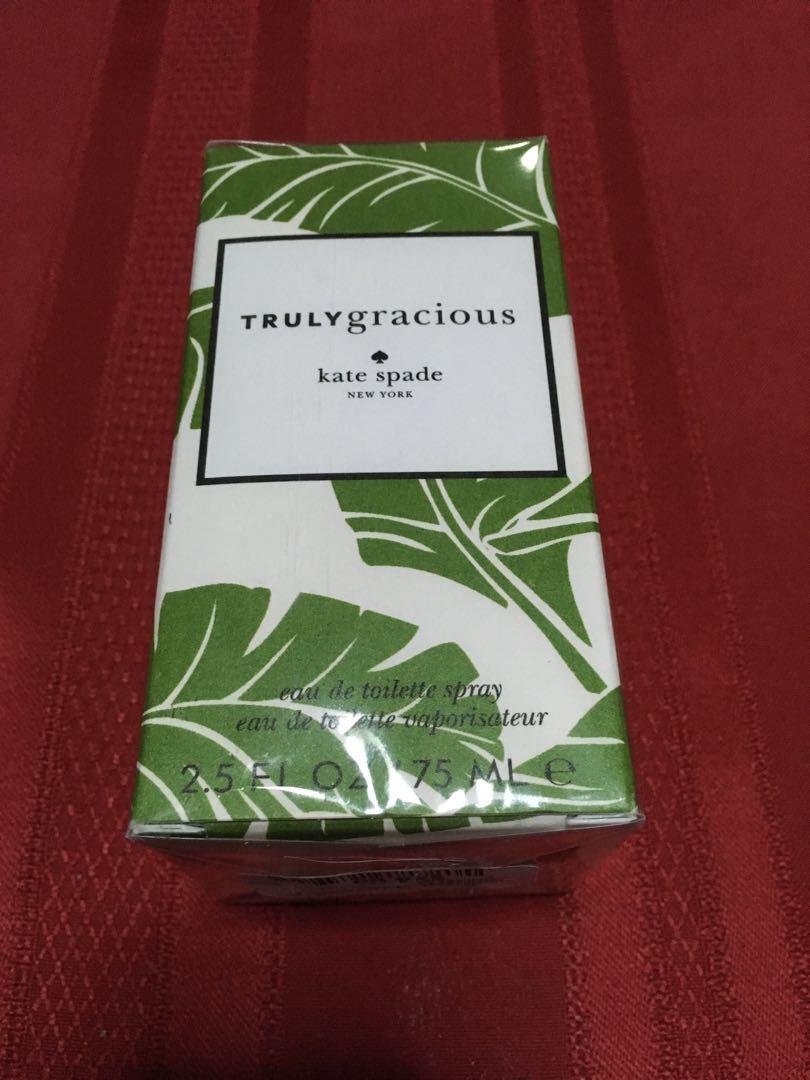 TRULYgracious
kate spade
NEW YORK
eau de toilette spray
eau de toilette vaporisateur
2.5 FL OZ / 75 ML ℮